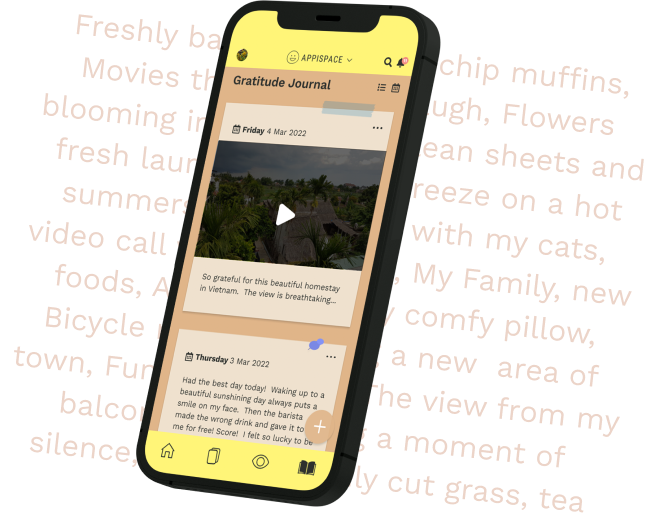 Freshly ba
chip muffins,
Movies th
ugh, Flowers
blooming in
ean sheets and
fresh laun
reeze on a hot
summers
with my cats,
video call
, My Family, new
foods, A
comfy pillow,
Bicycle
a new area of
town, Fun
The view from my
balcon
a moment of
silence,
ly cut grass, tea
APPISPACE
Gratitude Journal
Friday 4 Mar 2022
So grateful for this beautiful homestay
in Vietnam. The view is breathtaking...
Thursday 3 Mar 2022
Had the best day today! Waking up to a
beautiful sunshining day always puts a
smile on my face. Then the barista
made the wrong drink and gave it to
me for free! Score! I felt so lucky to be